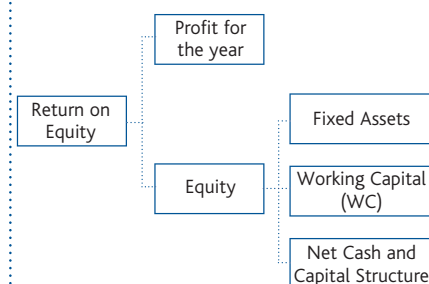 Profit for
the year
Return on
Equity
Fixed Assets
Equity
Working Capital
(WC)
Net Cash and
Capital Structure